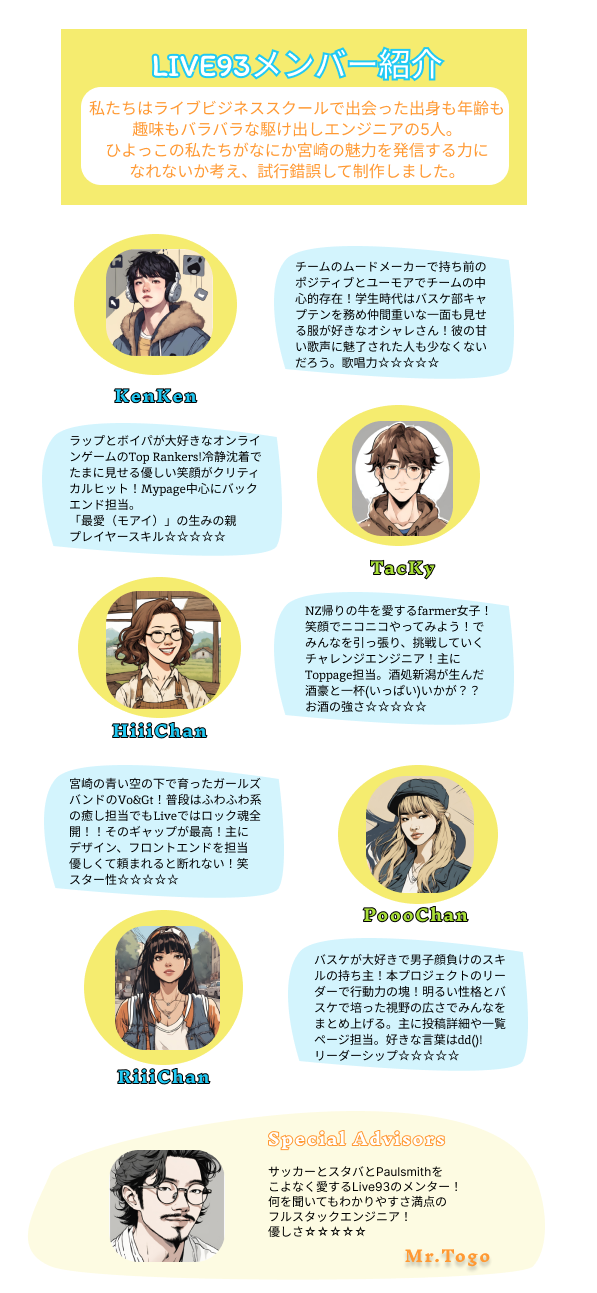 LIVE93メンバー紹介
私たちはライブビジネススクールで出会った出身も年齢も
趣味もバラバラな駆け出しエンジニアの5人。
ひよっこの私たちがなにか宮崎の魅力を発信する力に
なれないか考え、試行錯誤して制作しました。
チームのムードメーカーで持ち前の
ポジティブとユーモアでチームの中
心的存在！学生時代はバスケ部キャ
プテンを務め仲間重いな一面も見せ
る服が好きなオシャレさん！彼の甘
い歌声に魅了された人も少なくない
だろう。歌唱力☆☆☆☆☆
KenKen
ラップとボイパが大好きなオンライ
ンゲームのTop Rankers!冷静沈着で
たまに見せる優しい笑顔がクリティ
カルヒット！Mypage中心にバック
エンド担当。
「最愛（モアイ）」の生みの親
プレイヤースキル☆☆☆☆☆
TacKy
NZ帰りの牛を愛するfarmer女子！
笑顔でニコニコやってみよう！で
みんなを引っ張り、挑戦していく
チャレンジエンジニア！主に
Toppage担当。酒処新潟が生んだ
酒豪と一杯(いっぱい)いかが？？
お酒の強さ☆☆☆☆☆
HiiiChan
宮崎の青い空の下で育ったガールズ
バンドのVo&Gt！普段はふわふわ系
の癒し担当でもLiveではロック魂全
開！！そのギャップが最高！主に
デザイン、フロントエンドを担当
優しくて頼まれると断れない！笑
スター性☆☆☆☆☆
PoooChan
バスケが大好きで男子顔負けのスキ
ルの持ち主！本プロジェクトのリー
ダーで行動力の塊！明るい性格とバ
スケで培った視野の広さでみんなを
まとめ上げる。主に投稿詳細や一覧
ページ担当。好きな言葉はdd()!
リーダーシップ☆☆☆☆☆
RiiiChan
Special Advisors
サッカーとスタバとPaulsmithを
こよなく愛するLive93のメンター！
何を聞いてもわかりやすさ満点の
フルスタックエンジニア！
優しさ☆☆☆☆☆
Mr.Togo